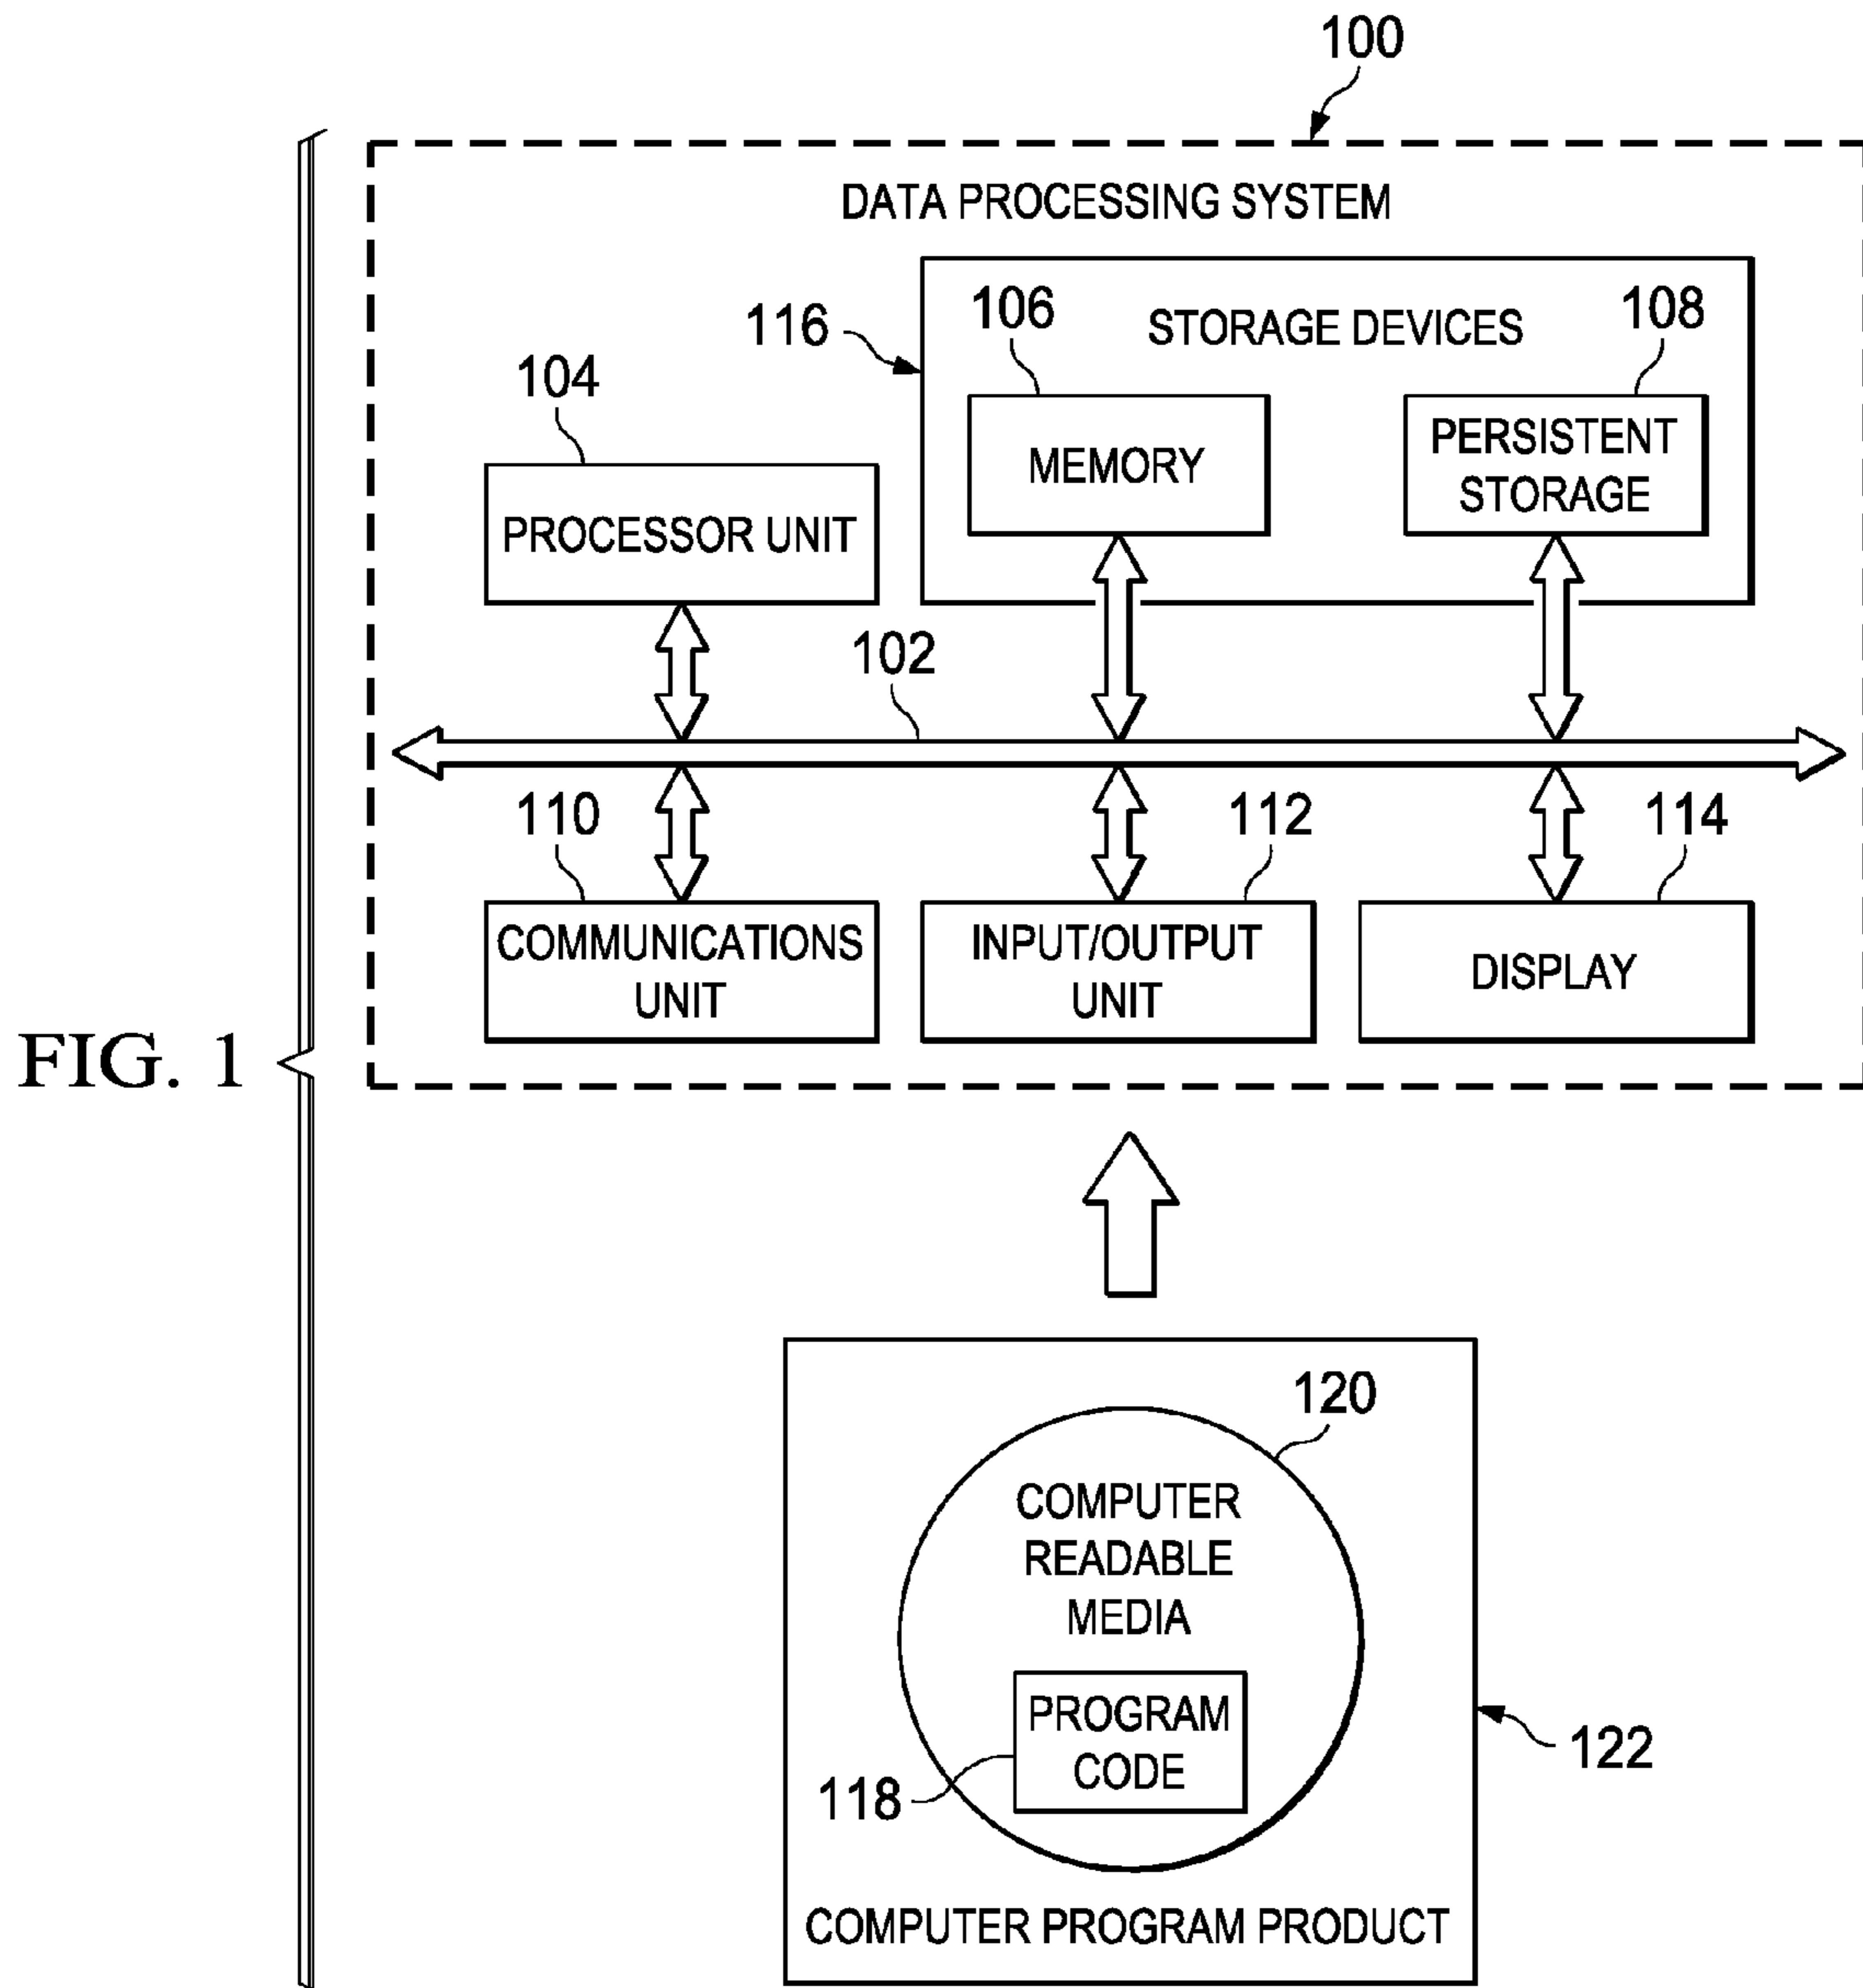 100
DATA PROCESSING SYSTEM
116
106
STORAGE DEVICES
108
104
MEMORY
PERSISTENT
STORAGE
PROCESSOR UNIT
102
110
112
114
COMMUNICATIONS
UNIT
INPUT/OUTPUT
UNIT
DISPLAY
FIG. 1
120
COMPUTER
READABLE
MEDIA
PROGRAM
CODE
118
122
COMPUTER PROGRAM PRODUCT